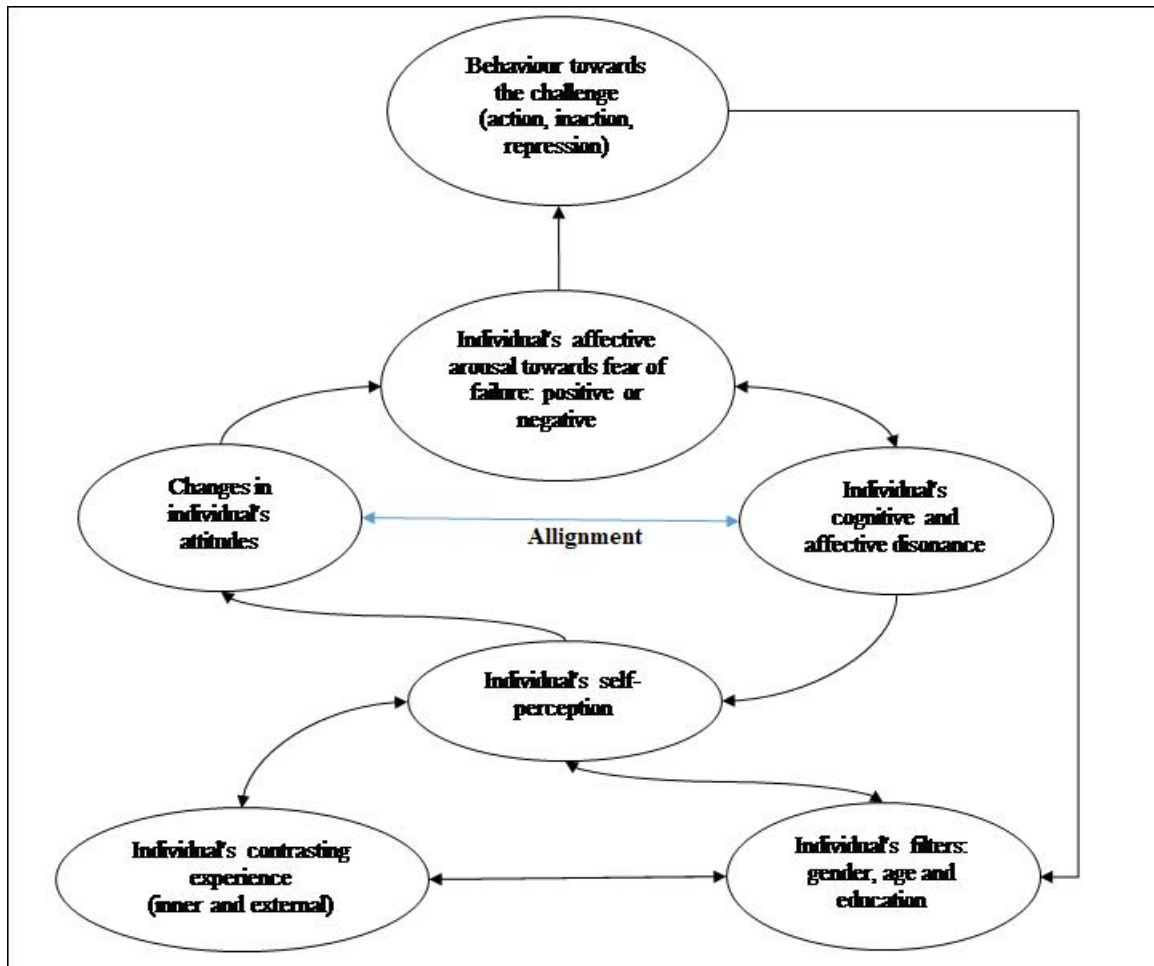 Behaviour towards
the challenge
(action, inaction,
repression)
Individual's affective
arousal towards fear of
failure: positive or
negative
Changes in
individual's
attitudes
Individual's
cognitive and
affective disonance
Allignment
Individual's self-
perception
Individual's contrasting
experience
(inner and external)
Individual's filters:
gender, age and
education